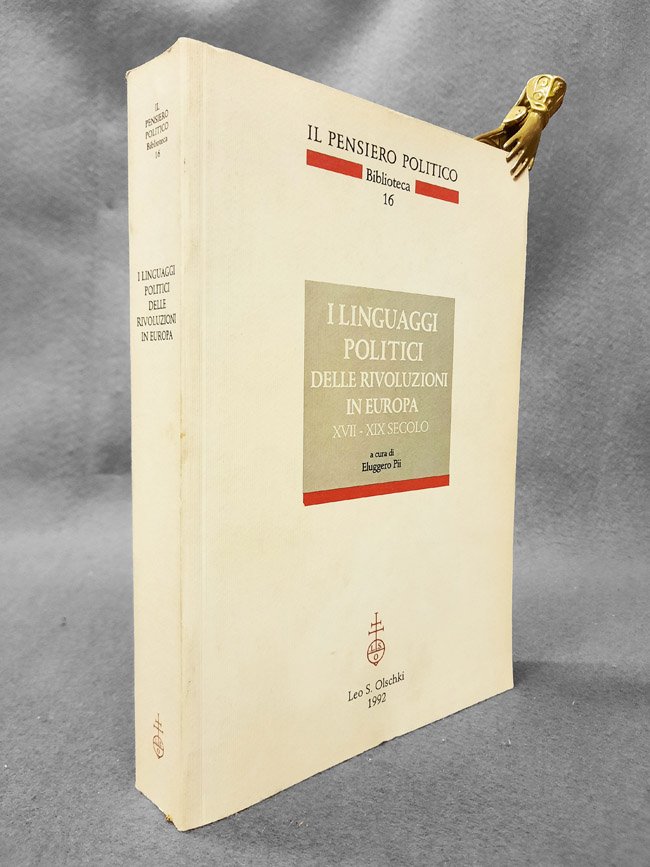 IL
PENSIERO
POLITICO
Biblioteca
16
I LINGUAGGI
POLITICI
DELLE
RIVOLUZIONI
IN EUROPA
IL PENSIERO POLITICO
Biblioteca
16
I LINGUAGGI
POLITICI
DELLE RIVOLUZIONI
IN EUROPA
XVII - XIX SECOLO
a cura di
Eluggero Pii
L S
O
Leo S. Olschki
1992